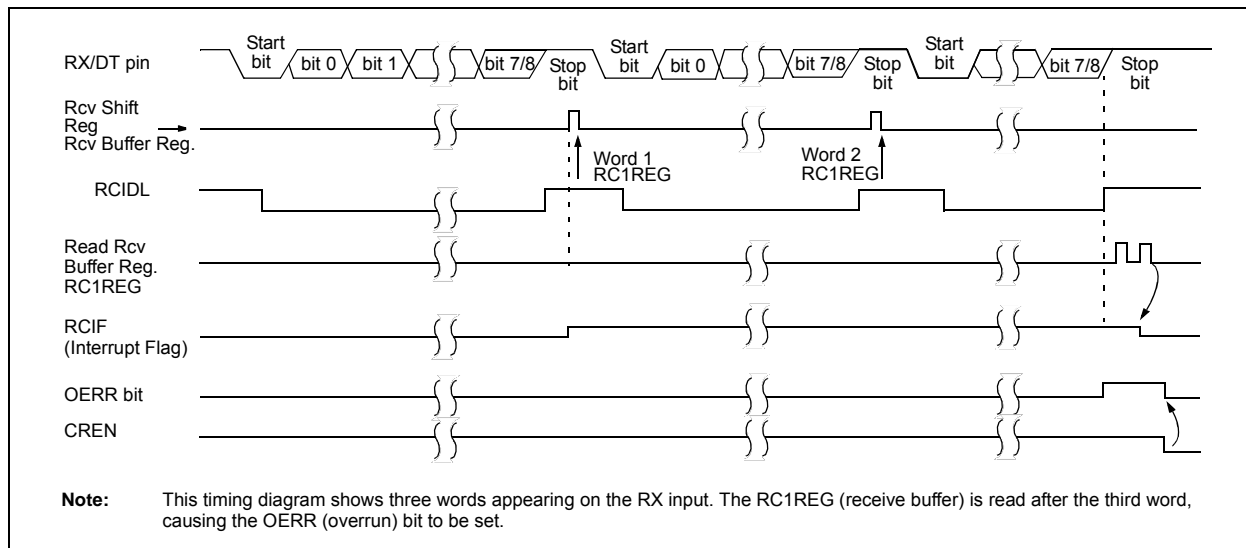 RX/DT pin
Start
bit
bit 0
bit 1
bit 7/8
Stop
bit
Start
bit
bit 0
bit 7/8
Stop
bit
Start
bit
bit 7/8
Stop
bit
Rcv Shift
Reg
Rcv Buffer Reg.
Word 1
RC1REG
Word 2
RC1REG
RCIDL
Read Rcv
Buffer Reg.
RC1REG
RCIF
(Interrupt Flag)
OERR bit
CREN
Note: This timing diagram shows three words appearing on the RX input. The RC1REG (receive buffer) is read after the third word,
causing the OERR (overrun) bit to be set.